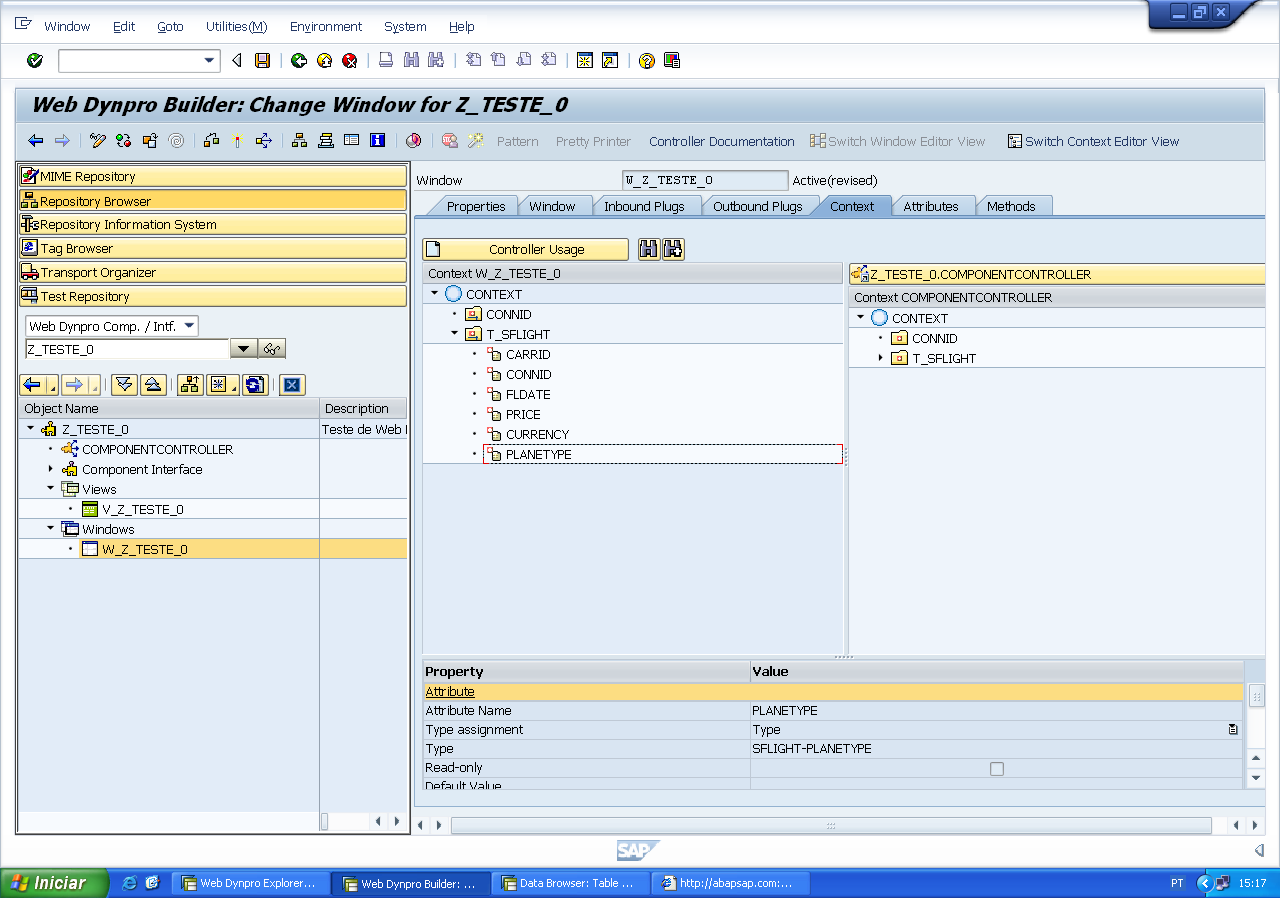 Window Edit Goto Utilities(M) Environment System Help
Web Dynpro Builder: Change Window for Z_TESTE_0
Pattern Pretty Printer Controller Documentation Switch Window Editor View Switch Context Editor View
MIME Repository
Repository Browser
Repository Information System
Tag Browser
Transport Organizer
Test Repository
Web Dynpro Comp. / Intf.
Z_TESTE_0
Object Name Description
Z_TESTE_0 Teste de Web
COMPONENTCONTROLLER
Component Interface
Views
V_Z_TESTE_0
Windows
W_Z_TESTE_0
Window W_Z_TESTE_0 Active(revised)
Properties Window Inbound Plugs Outbound Plugs Context Attributes Methods
Controller Usage
Context W_Z_TESTE_0
CONTEXT
CONNID
T_SFLIGHT
CARRID
CONNID
FLDATE
PRICE
CURRENCY
PLANETYPE
Z_TESTE_0.COMPONENTCONTROLLER
Context COMPONENTCONTROLLER
CONTEXT
CONNID
T_SFLIGHT
Property Value
Attribute
Attribute Name PLANETYPE
Type assignment Type
Type SFLIGHT-PLANETYPE
Read-only
Default Value
SAP
Iniciar Web Dynpro Explorer... Web Dynpro Builder: ... Data Browser: Table ... http://abapsap.com:... PT 15:17